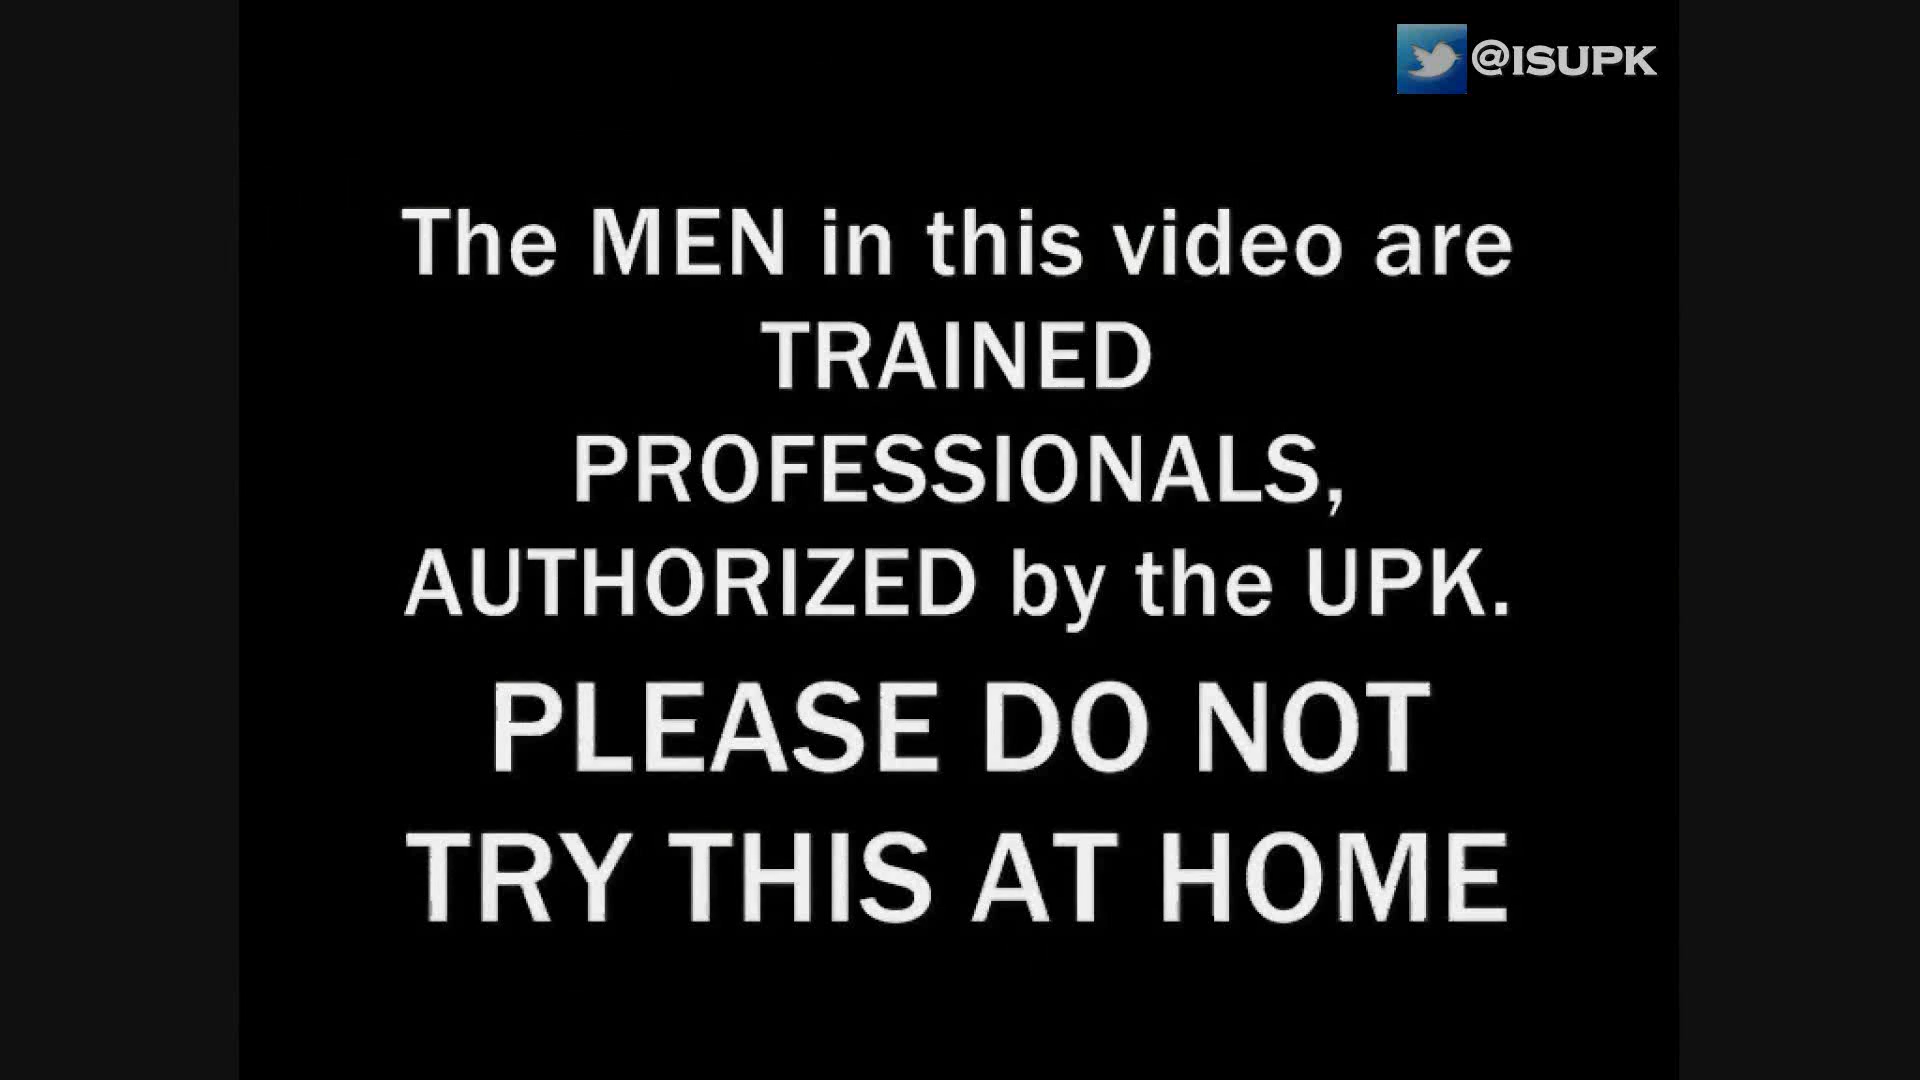 @ISUPK
The MEN in this video are
TRAINED
PROFESSIONALS,
AUTHORIZED by the UPK.
PLEASE DO NOT
TRY THIS AT HOME